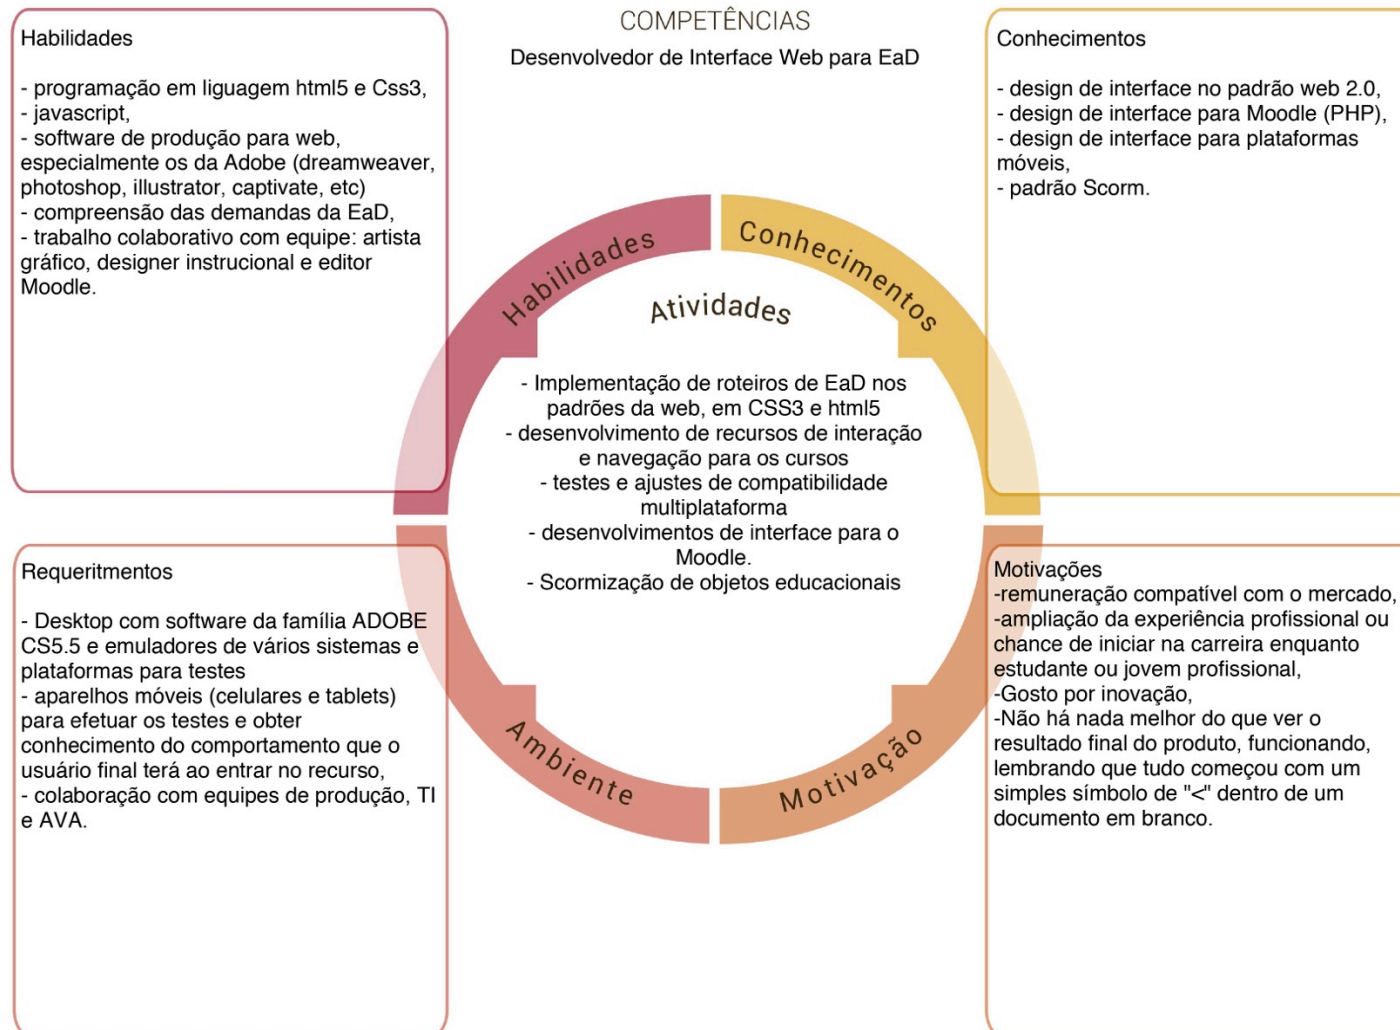 COMPETÊNCIAS
Desenvolvedor de Interface Web para EaD
Habilidades
- programação em liguagem html5 e Css3,
- javascript,
- software de produção para web,
especialmente os da Adobe (dreamweaver,
photoshop, illustrator, captivate, etc)
- compreensão das demandas da EaD,
- trabalho colaborativo com equipe: artista
gráfico, designer instrucional e editor
Moodle.
Conhecimentos
- design de interface no padrão web 2.0,
- design de interface para Moodle (PHP),
- design de interface para plataformas
móveis,
- padrão Scorm.
Habilidades
Conhecimentos
Atividades
- Implementação de roteiros de EaD nos
padrões da web, em CSS3 e html5
- desenvolvimento de recursos de interação
e navegação para os cursos
- testes e ajustes de compatibilidade
multiplataforma
- desenvolvimentos de interface para o
Moodle.
- Scormização de objetos educacionais
Ambiente
Motivação
Requeritmentos
- Desktop com software da família ADOBE
CS5.5 e emuladores de vários sistemas e
plataformas para testes
- aparelhos móveis (celulares e tablets)
para efetuar os testes e obter
conhecimento do comportamento que o
usuário final terá ao entrar no recurso,
- colaboração com equipes de produção, TI
e AVA.
Motivações
-remuneração compatível com o mercado,
-ampliação da experiência profissional ou
chance de iniciar na carreira enquanto
estudante ou jovem profissional,
-Gosto por inovação,
-Não há nada melhor do que ver o
resultado final do produto, funcionando,
lembrando que tudo começou com um
simples símbolo de "<" dentro de um
documento em branco.